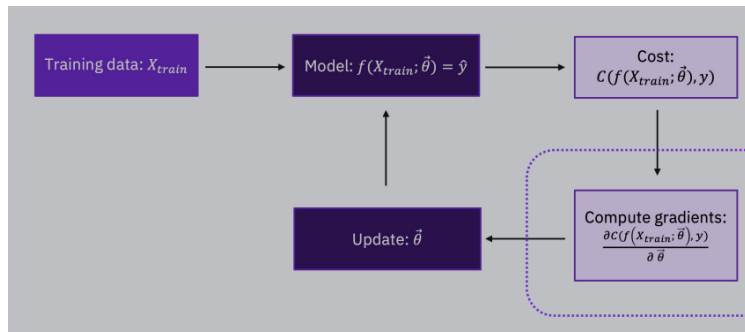 Training data: X_train
Model: f(X_train; θ⃗) = ŷ
Cost:
C(f(X_train; θ⃗), y)
Compute gradients:
∂C(f(X_train; θ⃗), y)
∂ θ⃗
Update: θ⃗